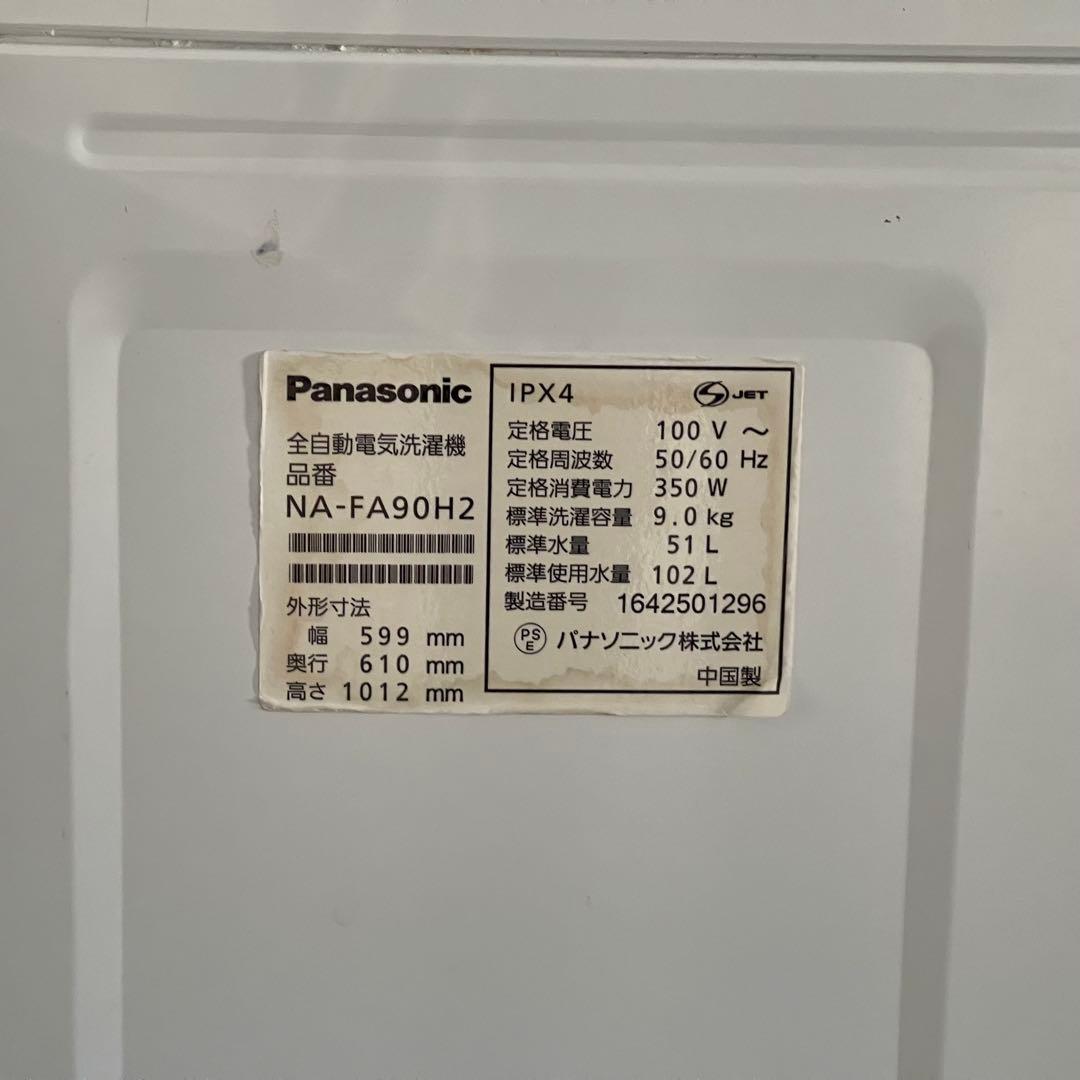 Panasonic
全自動電気洗濯機
品番
NA-FA90H2
外形寸法
幅 599 mm
奥行 610 mm
高さ 1012 mm
IPX4
S JET
定格電圧 100 V ～
定格周波数 50/60 Hz
定格消費電力 350 W
標準洗濯容量 9.0 kg
標準水量 51 L
標準使用水量 102 L
製造番号 1642501296
PSE パナソニック株式会社
中国製